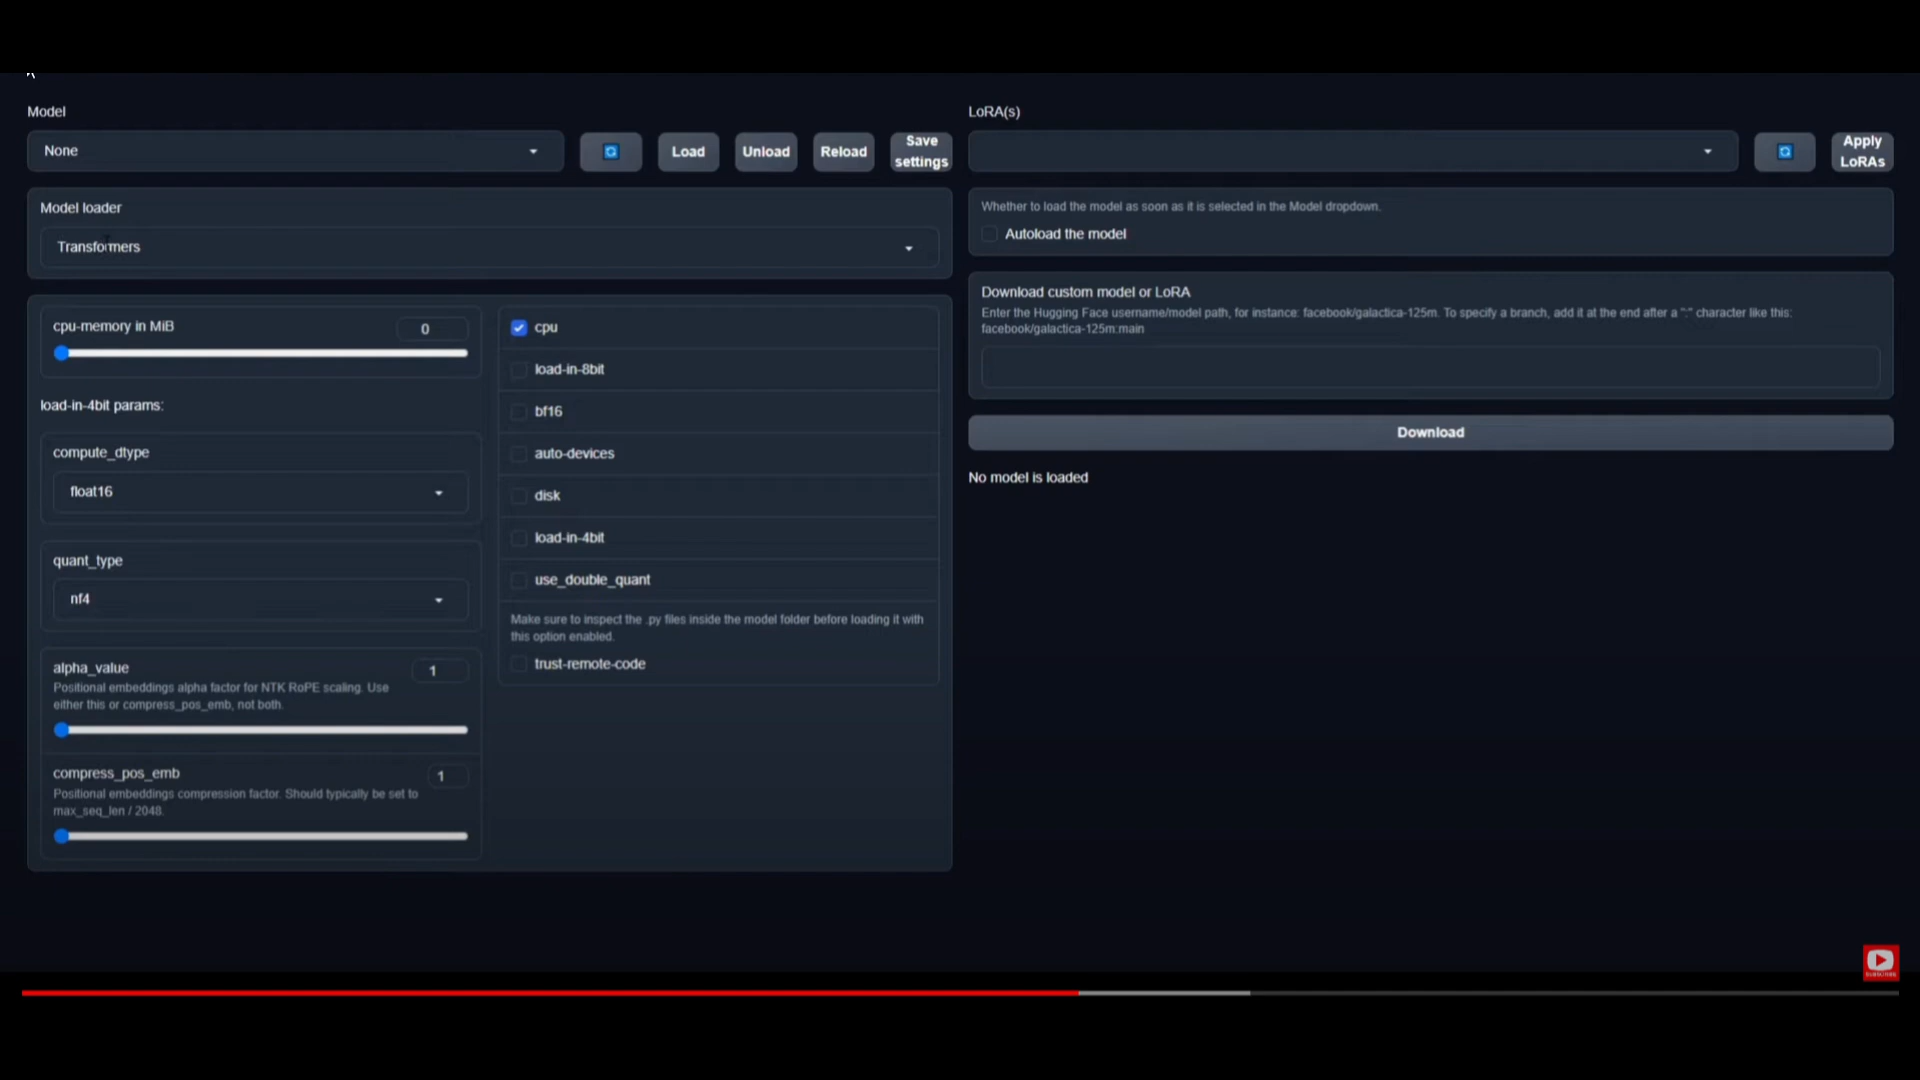 Model
None
Load
Unload
Reload
Save
settings
LoRA(s)
Apply
LoRAs
Model loader
Transformers
Whether to load the model as soon as it is selected in the Model dropdown.
Autoload the model
Download custom model or LoRA
Enter the Hugging Face username/model path, for instance: facebook/galactica-125m. To specify a branch, add it at the end after a ":" character like this:
facebook/galactica-125m:main
Download
No model is loaded
cpu-memory in MiB
0
load-in-4bit params:
compute_dtype
float16
quant_type
nf4
alpha_value
1
Positional embeddings alpha factor for NTK RoPE scaling. Use
either this or compress_pos_emb, not both.
compress_pos_emb
1
Positional embeddings compression factor. Should typically be set to
max_seq_len / 2048.
cpu
load-in-8bit
bf16
auto-devices
disk
load-in-4bit
use_double_quant
Make sure to inspect the .py files inside the model folder before loading it with
this option enabled.
trust-remote-code
SUBSCRIBE